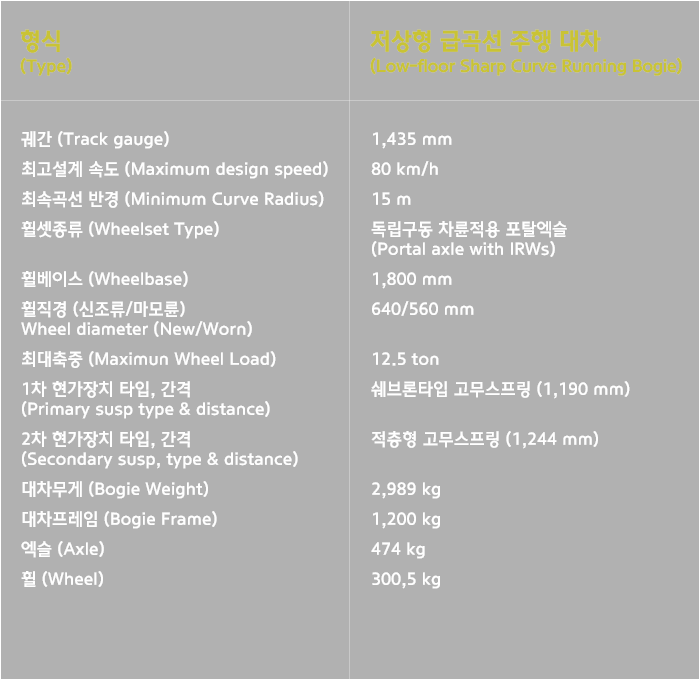 형식 저상형 급곡선 주행 대차
(Type) (Low-floor Sharp Curve Running Bogie)
궤간 (Track gauge) 1,435 mm
최고설계 속도 (Maximum design speed) 80 km/h
최속곡선 반경 (Minimum Curve Radius) 15 m
휠셋종류 (Wheelset Type) 독립구동 차륜적용 포탈엑슬
(Portal axle with IRWs)
휠베이스 (Wheelbase) 1,800 mm
휠직경 (신조류/마모륜) 640/560 mm
Wheel diameter (New/Worn)
최대축중 (Maximun Wheel Load) 12.5 ton
1차 현가장치 타입, 간격 쉐브론타입 고무스프링 (1,190 mm)
(Primary susp type & distance)
2차 현가장치 타입, 간격 적층형 고무스프링 (1,244 mm)
(Secondary susp, type & distance)
대차무게 (Bogie Weight) 2,989 kg
대차프레임 (Bogie Frame) 1,200 kg
엑슬 (Axle) 474 kg
휠 (Wheel) 300,5 kg